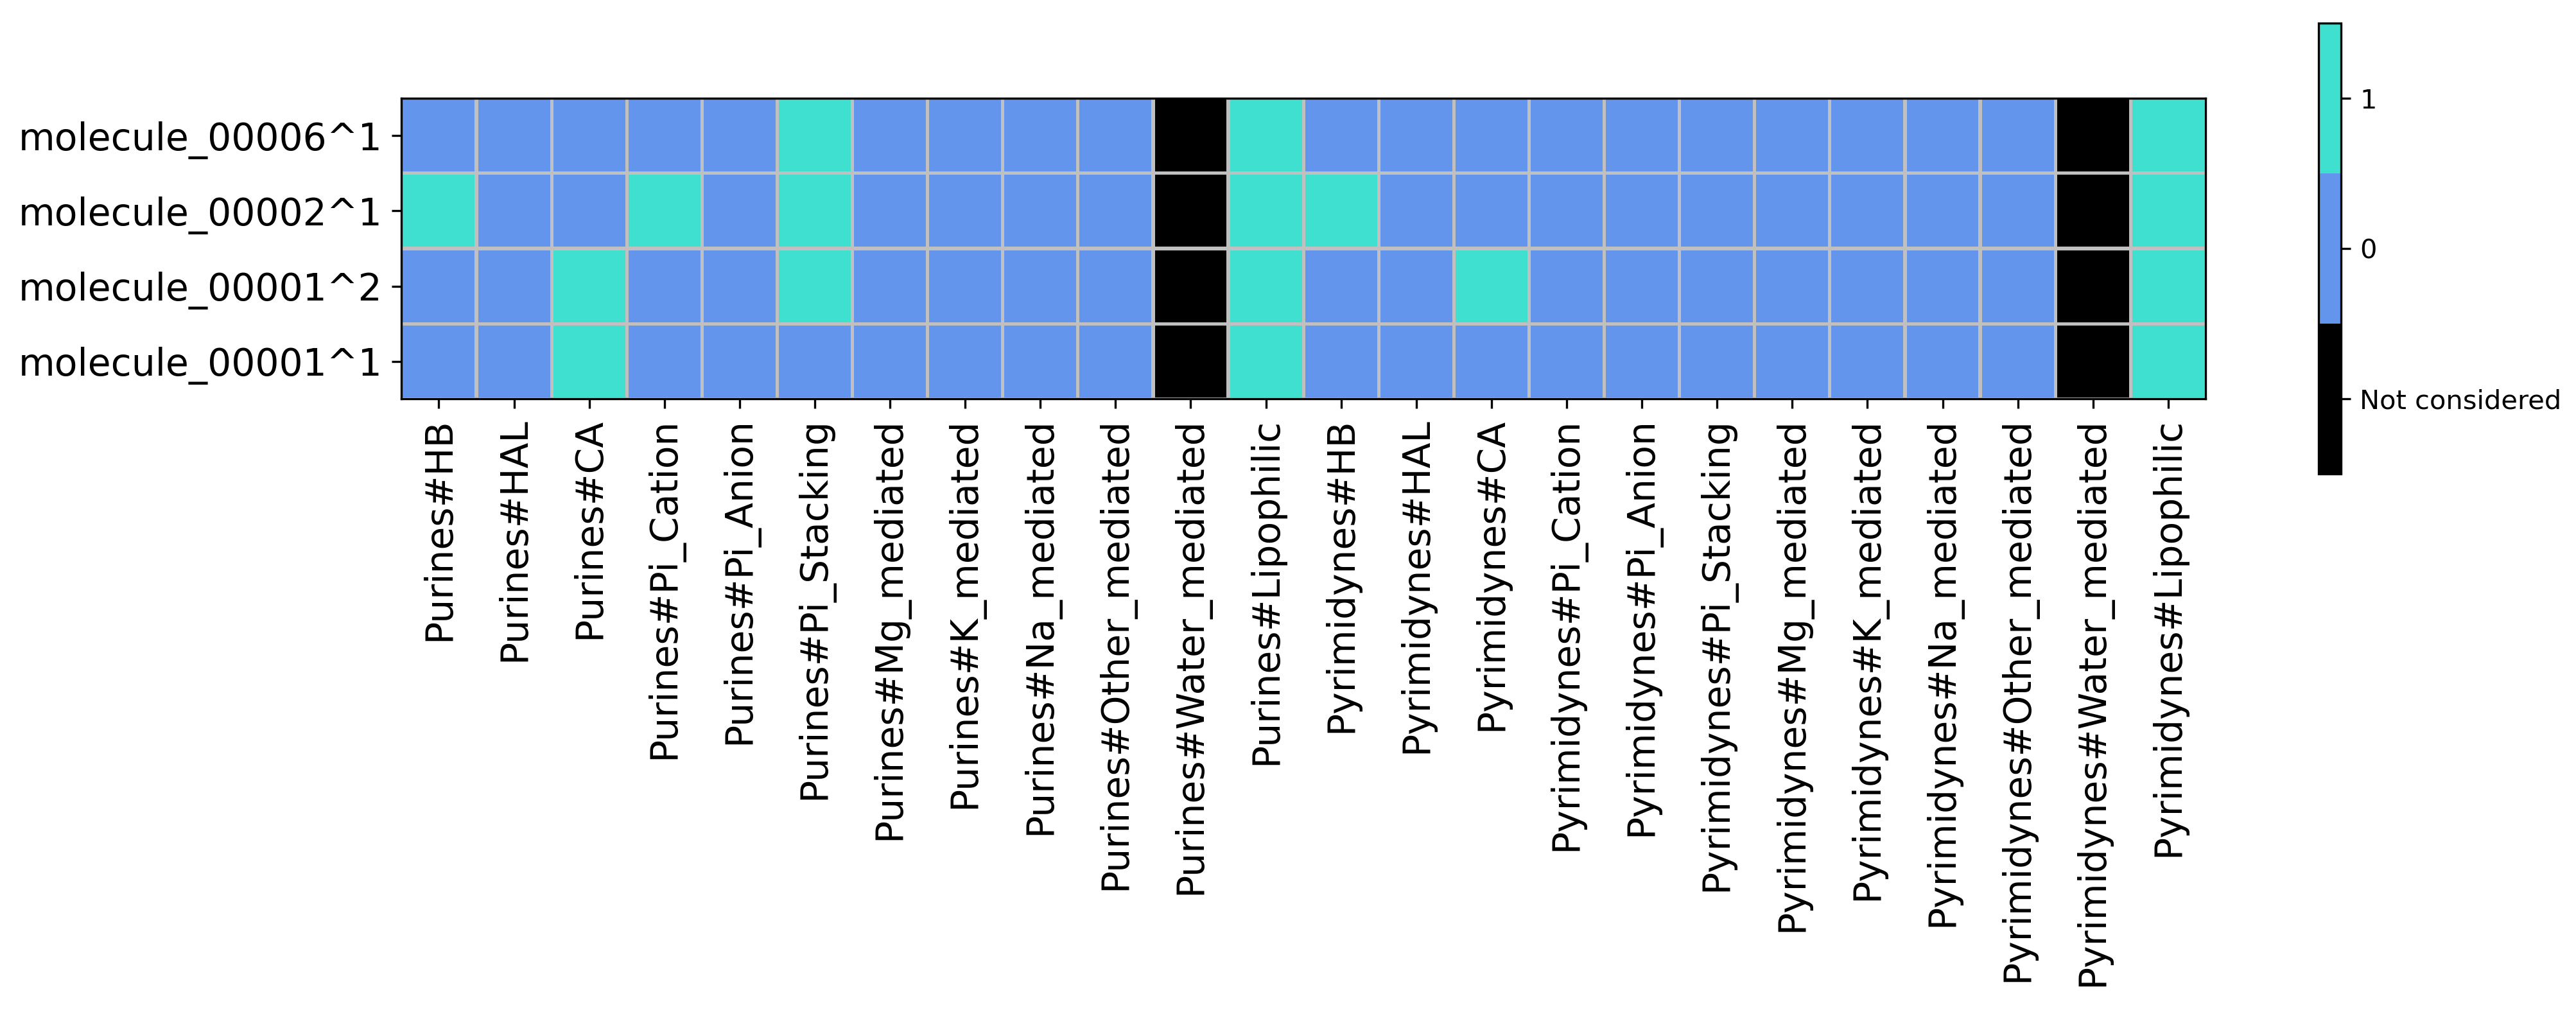 molecule_00006^1
molecule_00002^1
molecule_00001^2
molecule_00001^1
Purines#HB
Purines#HAL
Purines#CA
Purines#Pi_Cation
Purines#Pi_Anion
Purines#Pi_Stacking
Purines#Mg_mediated
Purines#K_mediated
Purines#Na_mediated
Purines#Other_mediated
Purines#Water_mediated
Purines#Lipophilic
Pyrimidynes#HB
Pyrimidynes#HAL
Pyrimidynes#CA
Pyrimidynes#Pi_Cation
Pyrimidynes#Pi_Anion
Pyrimidynes#Pi_Stacking
Pyrimidynes#Mg_mediated
Pyrimidynes#K_mediated
Pyrimidynes#Na_mediated
Pyrimidynes#Other_mediated
Pyrimidynes#Water_mediated
Pyrimidynes#Lipophilic
1
0
Not considered